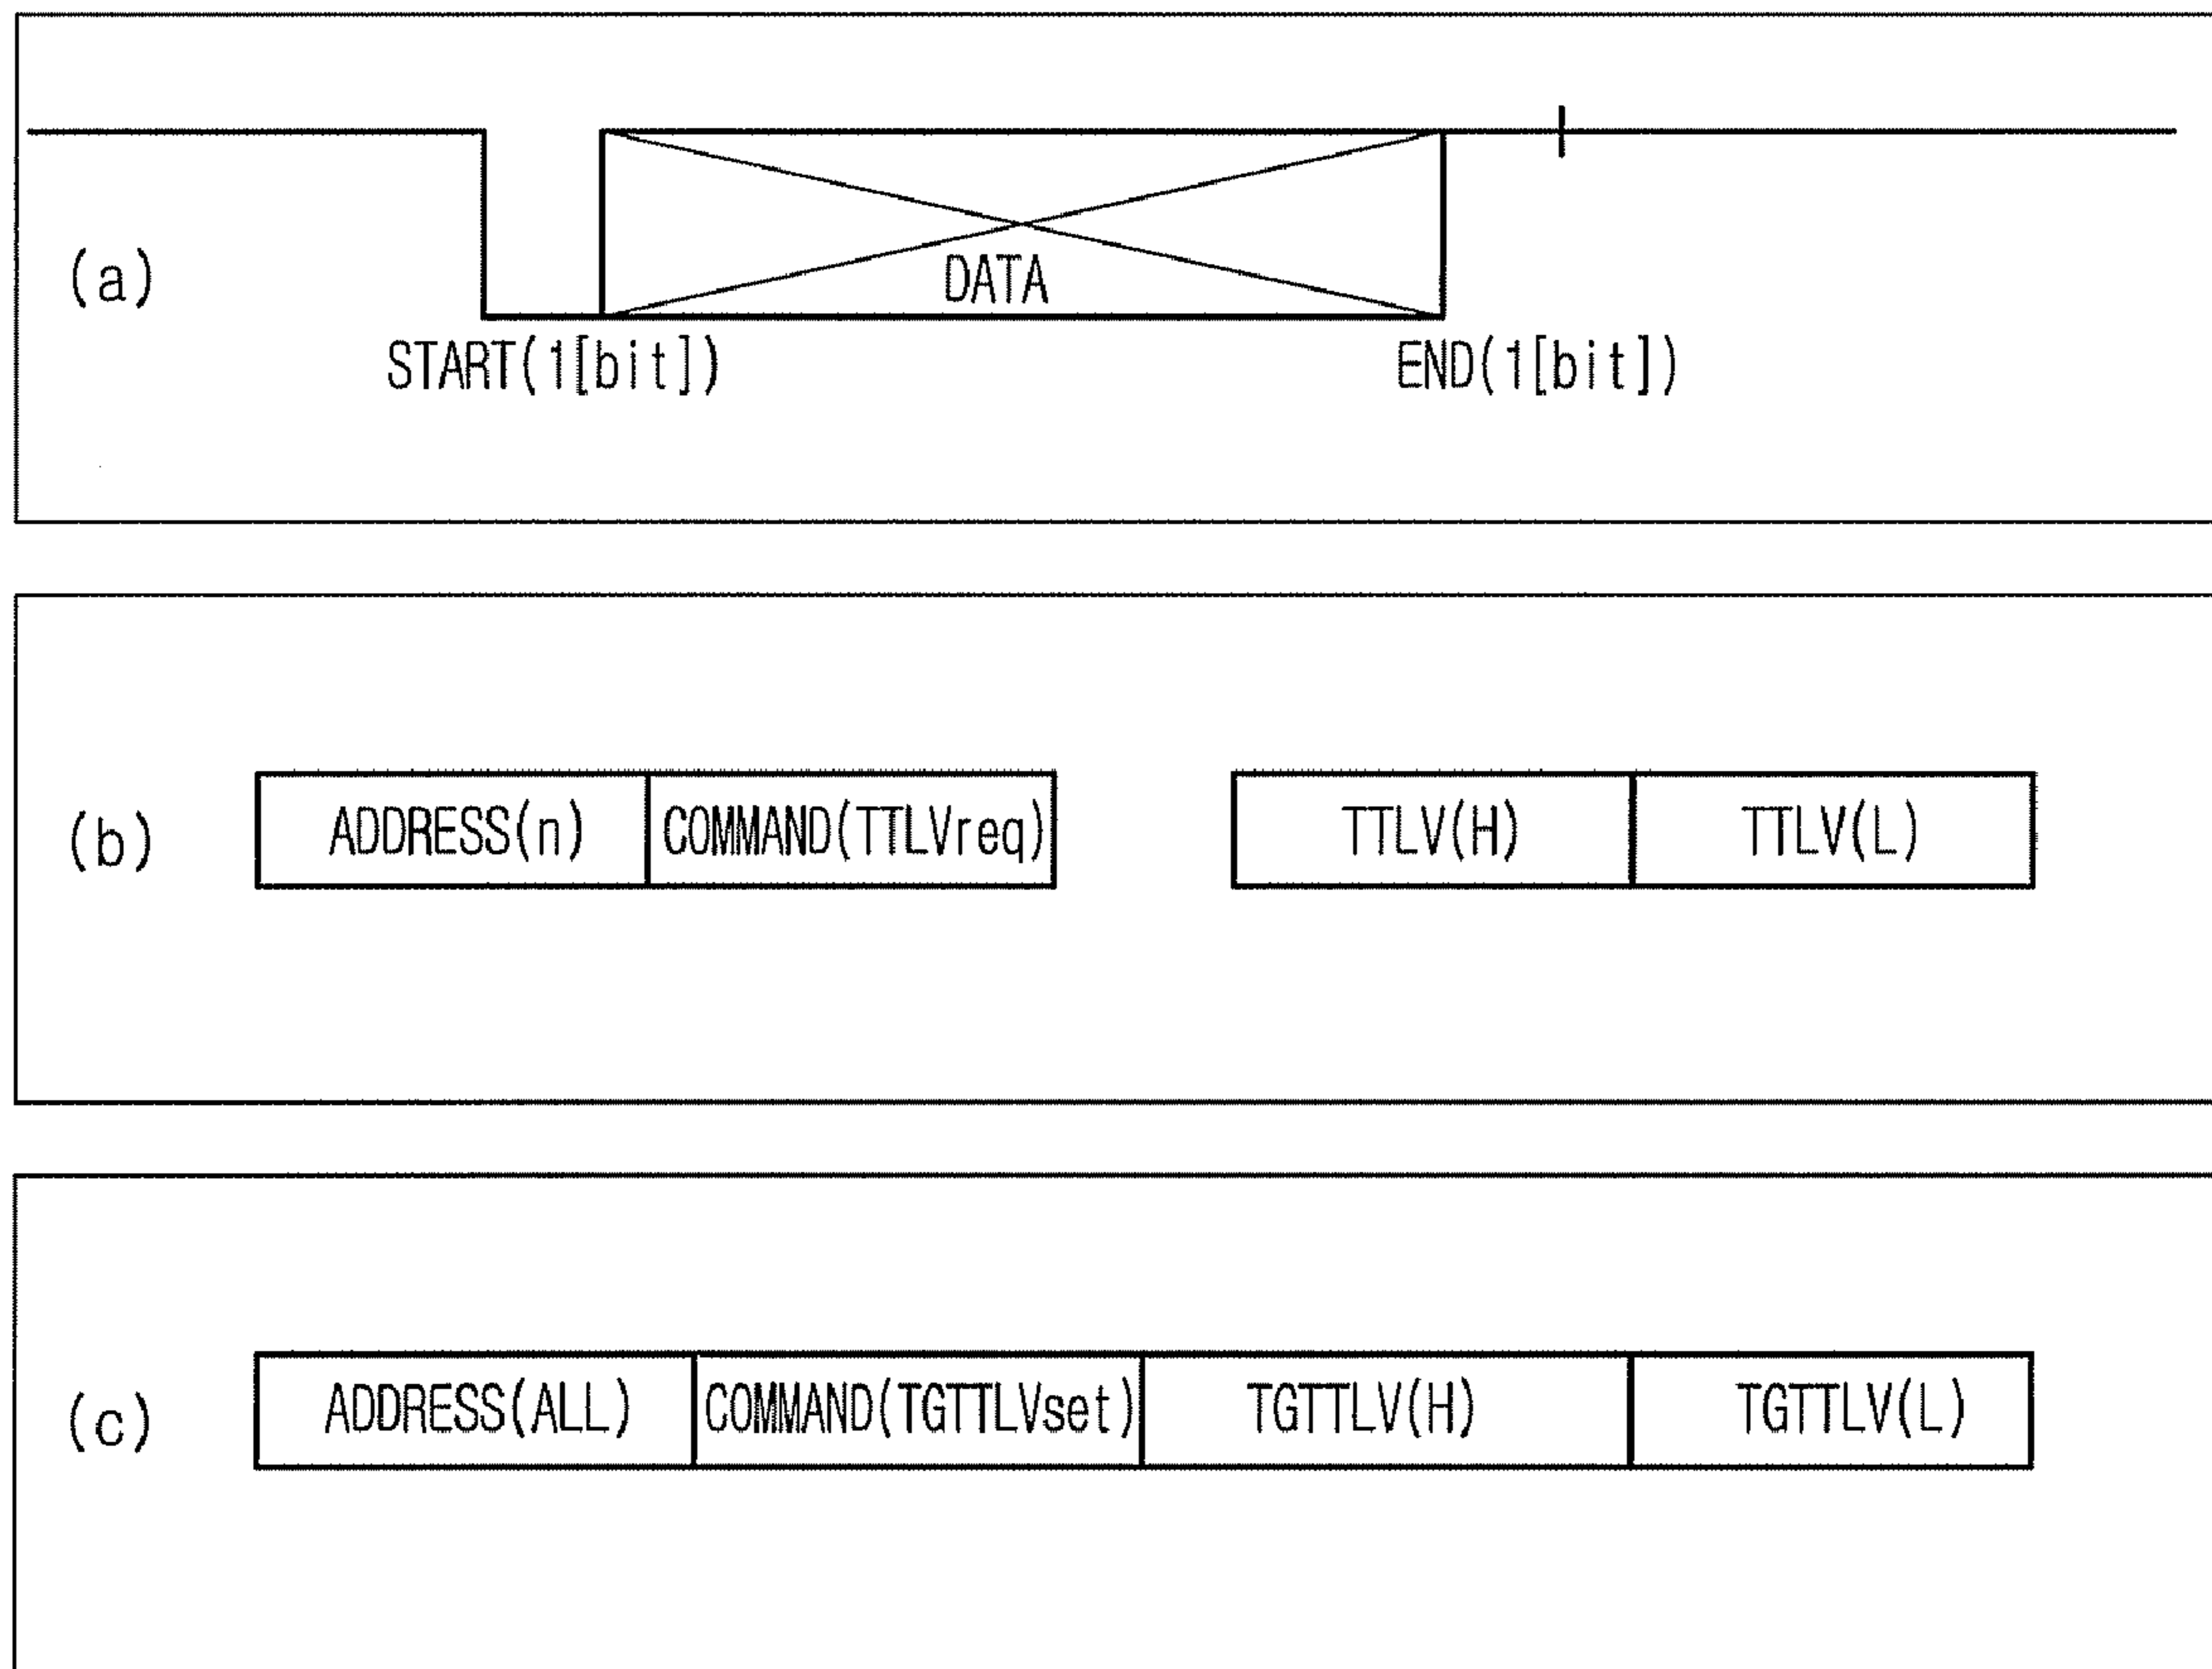 (a)
DATA
START(1[bit]) END(1[bit])
(b) ADDRESS(n) COMMAND(TTLVreq) TTLV(H) TTLV(L)
(c) ADDRESS(ALL) COMMAND(TGTTLVset) TGTTLV(H) TGTTLV(L)